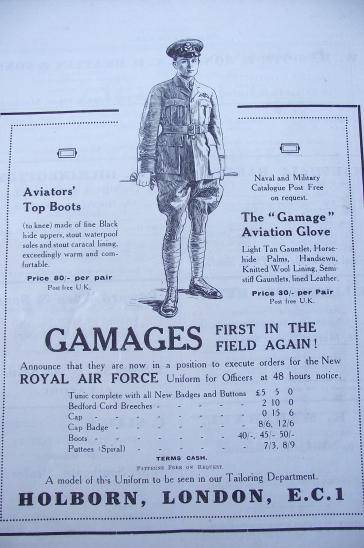 Aviators'
Top Boots
(to knee) made of fine Black
hide uppers, stout waterproof
soles and stout caracal lining,
exceedingly warm and com-
fortable.
Price 80/- per pair
Post free U.K.
Naval and Military
Catalogue Post Free
on request.
The "Gamage"
Aviation Glove
Light Tan Gauntlet, Horse-
hide Palms, Handsewn,
Knitted Wool Lining, Semi-
stiff Gauntlets, lined Leather.
Price 30/- per Pair
Post free U.K.
GAMAGES FIRST IN THE
FIELD AGAIN!
Announce that they are now in a position to execute orders for the New
ROYAL AIR FORCE Uniform for Officers at 48 hours notice.
Tunic complete with all New Badges and Buttons £5 5 0
Bedford Cord Breeches - - - - - 2 10 0
Cap - - - - - - - 0 15 6
Cap Badge - - - - - - 8/6, 12/6
Boots - - - - - - 40/-, 45/- 50/-
Puttees (Spiral) - - - - - 7/3, 8/9
TERMS CASH.
PATTERNS FREE ON REQUEST.
A model of this Uniform to be seen in our Tailoring Department.
HOLBORN, LONDON, E.C.1